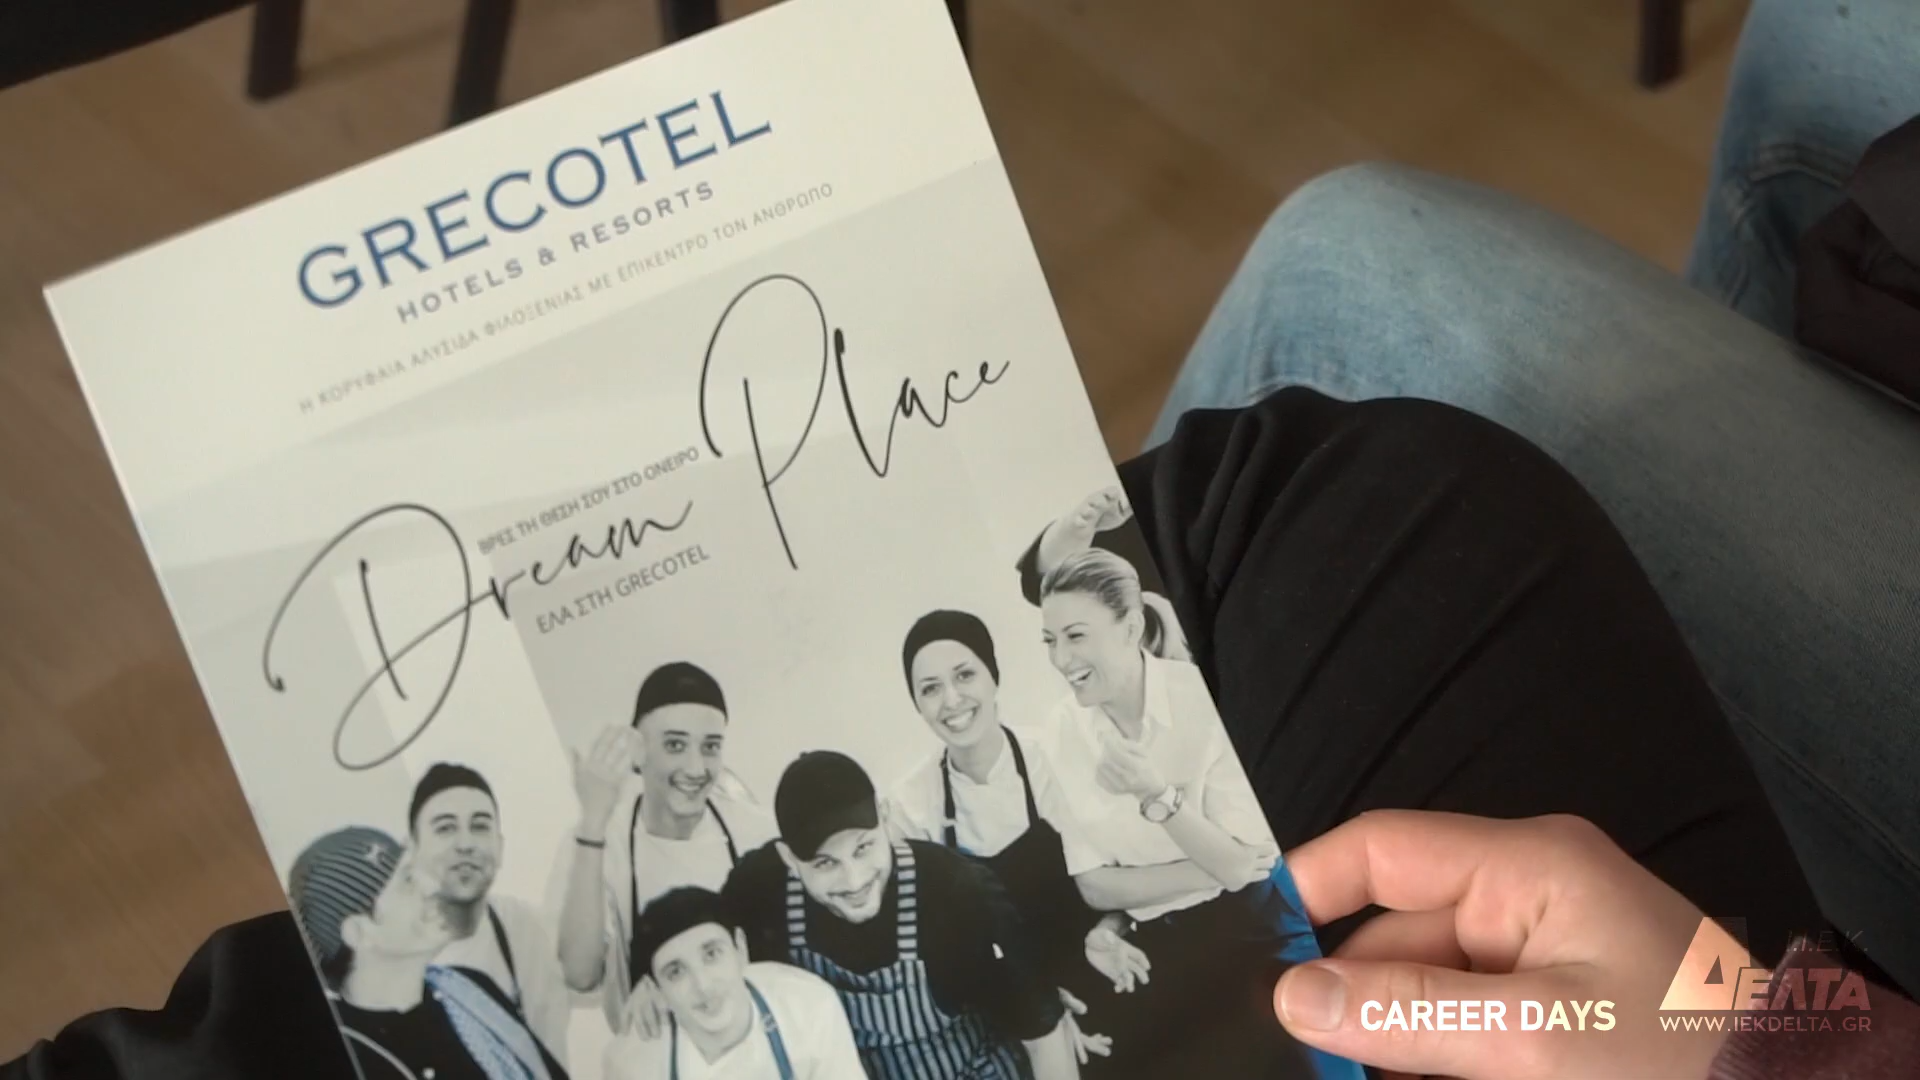 GRECOTEL
HOTELS & RESORTS
Η ΚΟΡΥΦΑΙΑ ΑΛΥΣΙΔΑ ΦΙΛΟΞΕΝΙΑΣ ΜΕ ΕΠΙΚΕΝΤΡΟ ΤΟΝ ΑΝΘΡΩΠΟ
Dream Place
ΒΡΕΣ ΤΗ ΘΕΣΗ ΣΟΥ ΣΤΟ ΟΝΕΙΡΟ
ΕΛΑ ΣΤΗ GRECOTEL
CAREER DAYS
Ι.Ε.Κ.
ΔΕΛΤΑ
WWW.IEKDELTA.GR